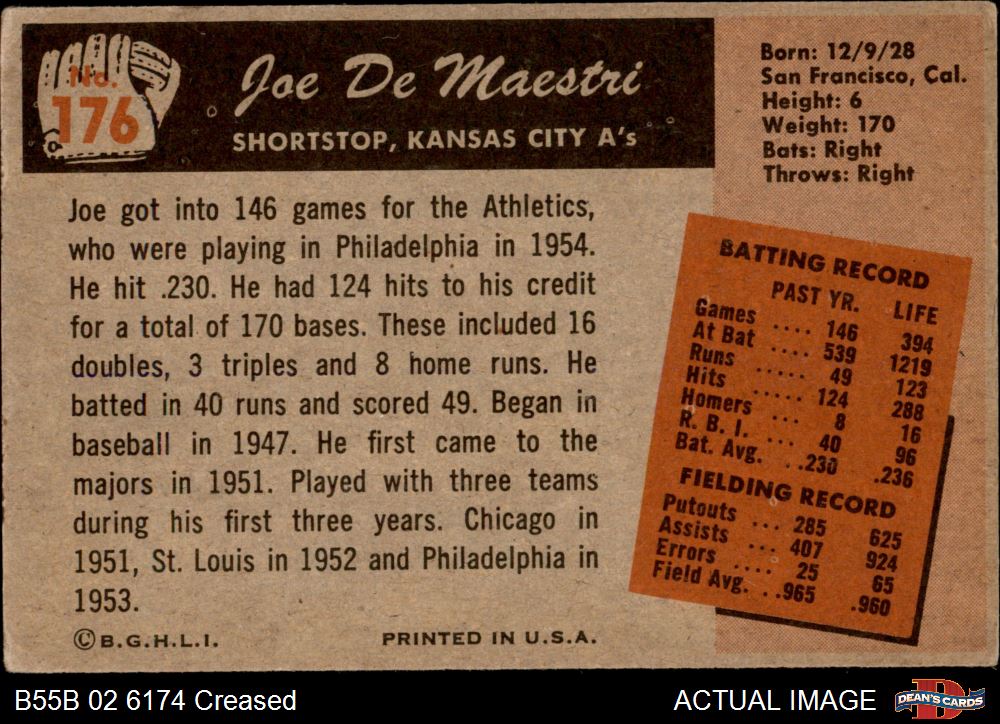 No.
176
Joe De Maestri
SHORTSTOP, KANSAS CITY A's
Joe got into 146 games for the Athletics,
who were playing in Philadelphia in 1954.
He hit .230. He had 124 hits to his credit
for a total of 170 bases. These included 16
doubles, 3 triples and 8 home runs. He
batted in 40 runs and scored 49. Began in
baseball in 1947. He first came to the
majors in 1951. Played with three teams
during his first three years. Chicago in
1951, St. Louis in 1952 and Philadelphia in
1953.
©B.G.H.L.I.
PRINTED IN U.S.A.
Born: 12/9/28
San Francisco, Cal.
Height: 6
Weight: 170
Bats: Right
Throws: Right
BATTING RECORD
PAST YR. LIFE
Games .... 146 394
At Bat .... 539 1219
Runs ..... 49 123
Hits ..... 124 288
Homers ... 8 16
R. B. I. ... 40 96
Bat. Avg. ..230 .236
FIELDING RECORD
Putouts ... 285 625
Assists ... 407 924
Errors .... 25 65
Field Avg. ..965 .960
B55B 02 6174 Creased
ACTUAL IMAGE
DEAN'S CARDS